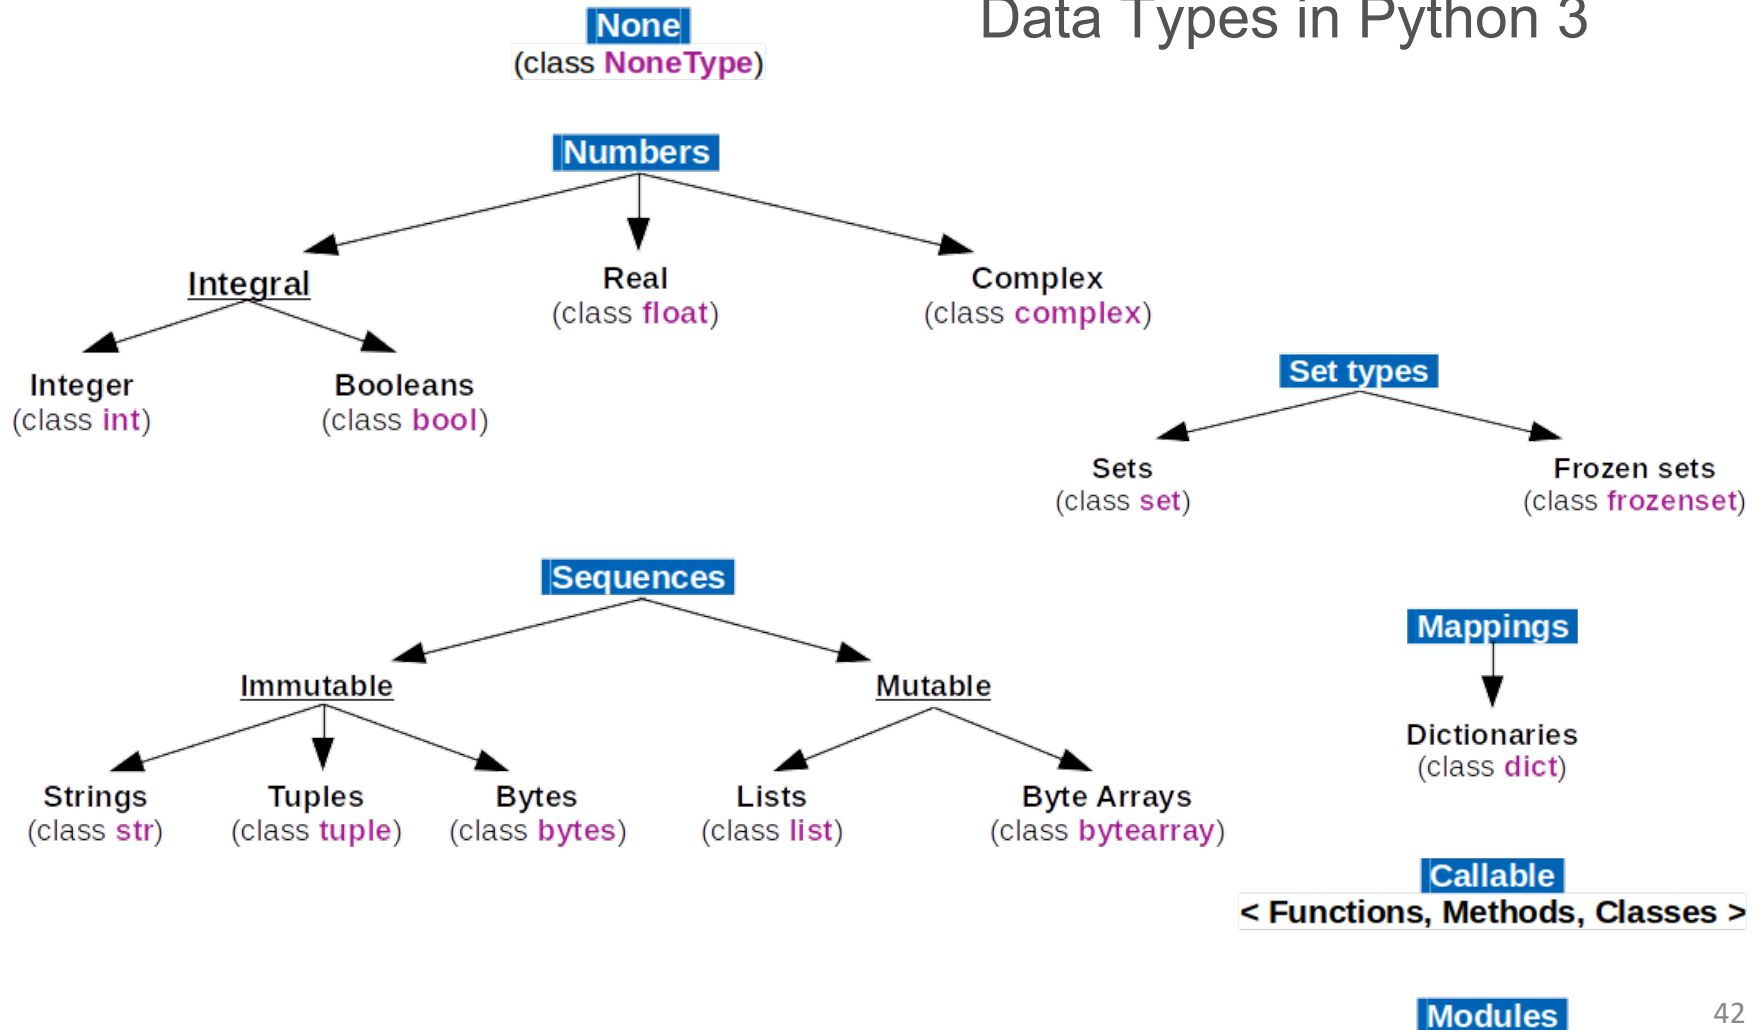 Data Types in Python 3
None
(class NoneType)
Numbers
Integral
Real
(class float)
Complex
(class complex)
Integer
(class int)
Booleans
(class bool)
Set types
Sets
(class set)
Frozen sets
(class frozenset)
Sequences
Immutable
Mutable
Strings
(class str)
Tuples
(class tuple)
Bytes
(class bytes)
Lists
(class list)
Byte Arrays
(class bytearray)
Mappings
Dictionaries
(class dict)
Callable
< Functions, Methods, Classes >
Modules
42